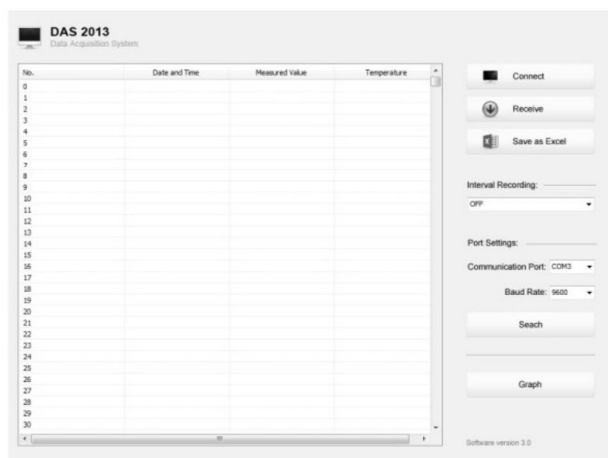 DAS 2013
Data Acquisition System
No. Date and Time Measured Value Temperature
0
1
2
3
4
5
6
7
8
9
10
11
12
13
14
15
16
17
18
19
20
21
22
23
24
25
26
27
28
29
30
Connect
Receive
Save as Excel
Interval Recording:
OFF
Port Settings:
Communication Port: COM3
Baud Rate: 9600
Seach
Graph
Software version 3.0